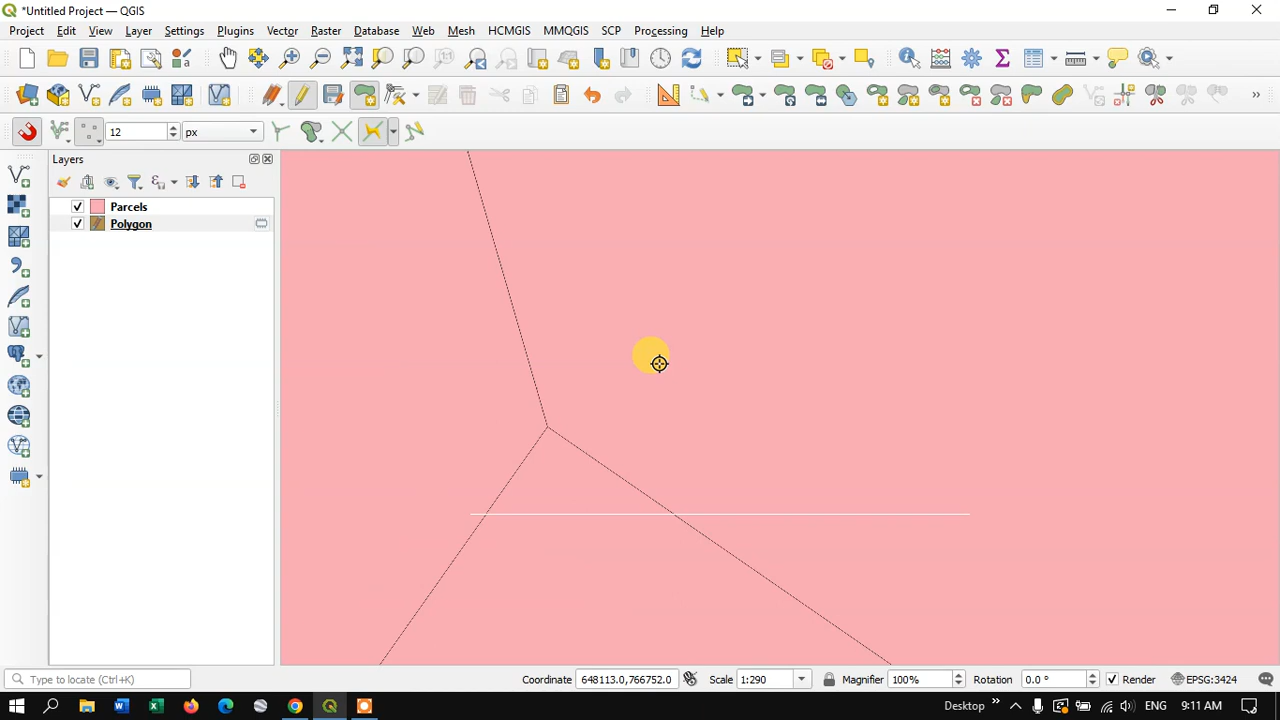 *Untitled Project — QGIS
Project Edit View Layer Settings Plugins Vector Raster Database Web Mesh HCMGIS MMQGIS SCP Processing Help
12 px
Layers
Parcels
Polygon
Type to locate (Ctrl+K) Coordinate 648113.0,766752.0 Scale 1:290 Magnifier 100% Rotation 0.0 ° Render EPSG:3424
Desktop ENG 9:11 AM